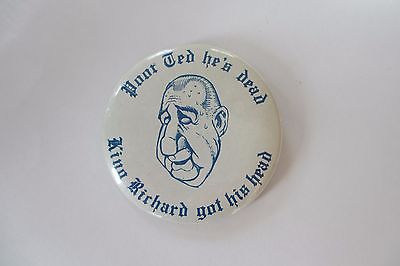 Poor Ted he's dead
King Richard got his head